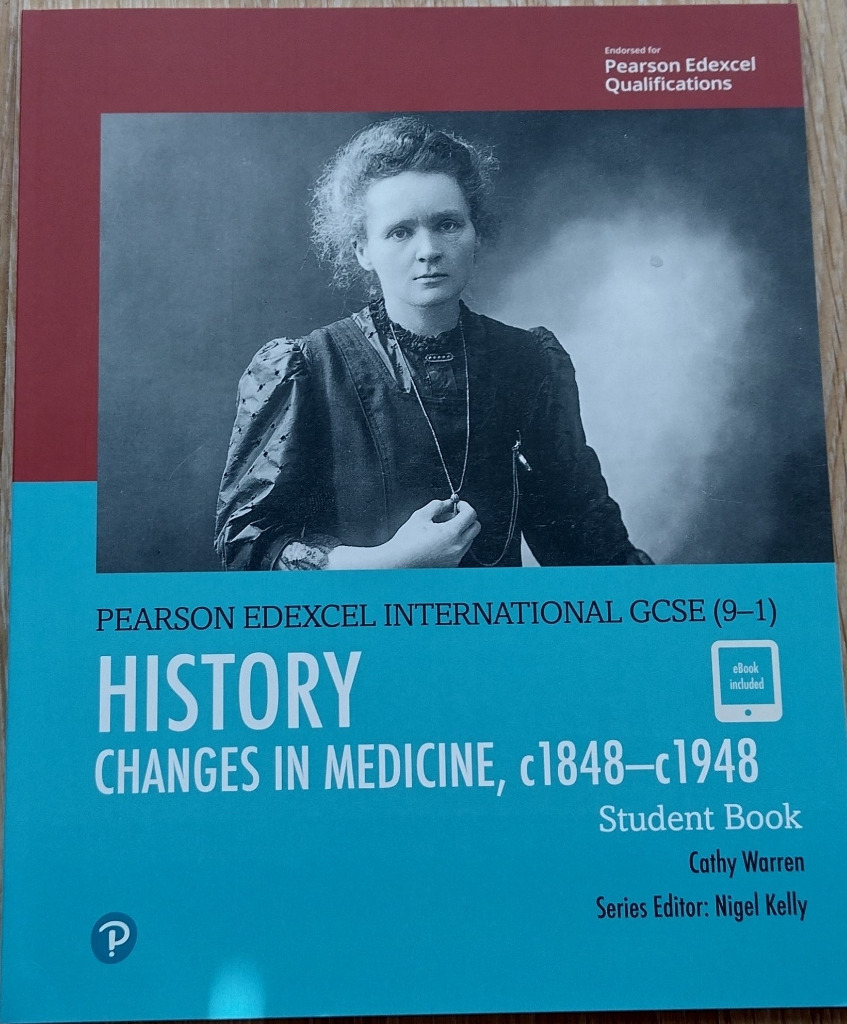 Endorsed for
Pearson Edexcel
Qualifications
PEARSON EDEXCEL INTERNATIONAL GCSE (9–1)
HISTORY
eBook
included
CHANGES IN MEDICINE, c1848–c1948
Student Book
Cathy Warren
Series Editor: Nigel Kelly
P